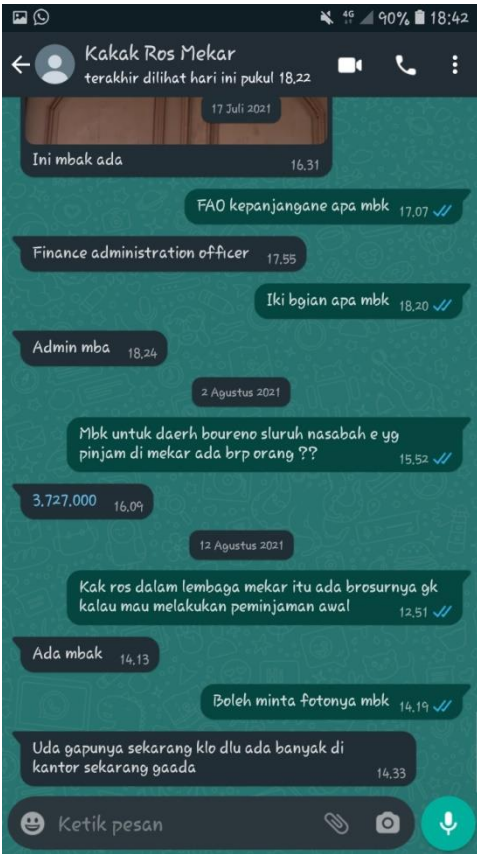 4G 90% 18:42
Kakak Ros Mekar
terakhir dilihat hari ini pukul 18.22
17 Juli 2021
Ini mbak ada 16.31
FAO kepanjangane apa mbk 17.07
Finance administration officer 17.55
Iki bgian apa mbk 18.20
Admin mba 18.24
2 Agustus 2021
Mbk untuk daerh boureno sluruh nasabah e yg
pinjam di mekar ada brp orang ?? 15.52
3.727.000 16.09
12 Agustus 2021
Kak ros dalam lembaga mekar itu ada brosurnya gk
kalau mau melakukan peminjaman awal 12.51
Ada mbak 14.13
Boleh minta fotonya mbk 14.19
Uda gapunya sekarang klo dlu ada banyak di
kantor sekarang gaada 14.33
Ketik pesan